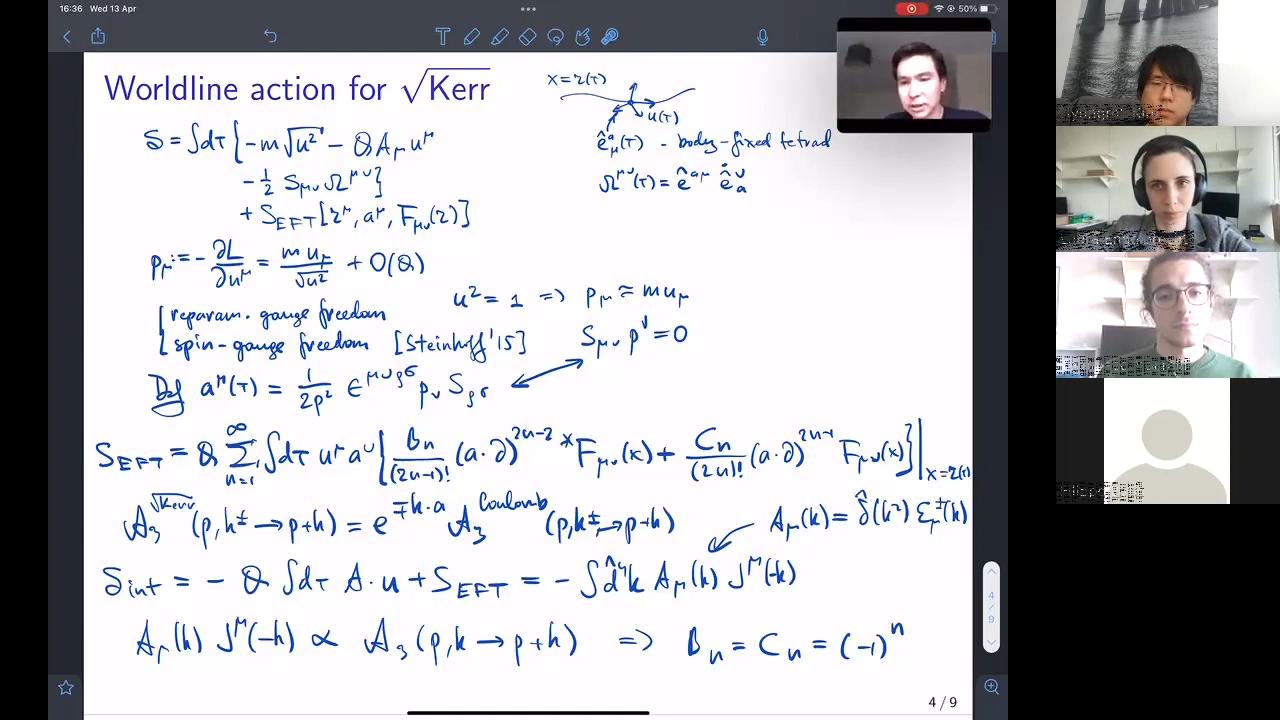 16:36 Wed 13 Apr
50%
Worldline action for √Kerr
x=z(τ)
u(τ)
ê^a_μ(τ) - body-fixed tetrad
Ω^{μν}(τ) = ê^{aμ} \dot{ê}^ν_a
S = ∫dτ [-m√u² - Q A_μ u^μ
-½ S_{μν} Ω^{μν}]
+ S_EFT[z^μ, a^μ, F_{μν}(z)]
p_μ := - ∂L/∂u^μ = m u_μ/√u² + O(Q)
reparam. gauge freedom
spin-gauge freedom [Steinhoff '15]
u² = 1 => p_μ ≃ m u_μ
S_{μν} p^ν = 0
Def a^μ(τ) = 1/(2p²) ε^{μνρσ} p_ν S_{ρσ}
S_EFT = Q ∑_{n=1}^∞ ∫dτ u^μ a^ν [B_n/(2n-1)! (a·∂)^{2n-2} *F_{μν}(x) + C_n/(2n)! (a·∂)^{2n-1} F_{μν}(x)}|_{x=z(τ)}
A_3^{√Kerr} (p, k^± → p+k) = e^{∓k·a} A_3^{Coulomb} (p, k^± → p+k)
A_μ(k) = δ̂(k²) ε^±_μ(k)
S_int = - Q ∫dτ A·u + S_EFT = - ∫d̂⁴k A_μ(k) J^μ(-k)
A_μ(k) J^μ(-k) ∝ A_3(p, k → p+k) => B_n = C_n = (-1)^n
4
/
9
4 / 9